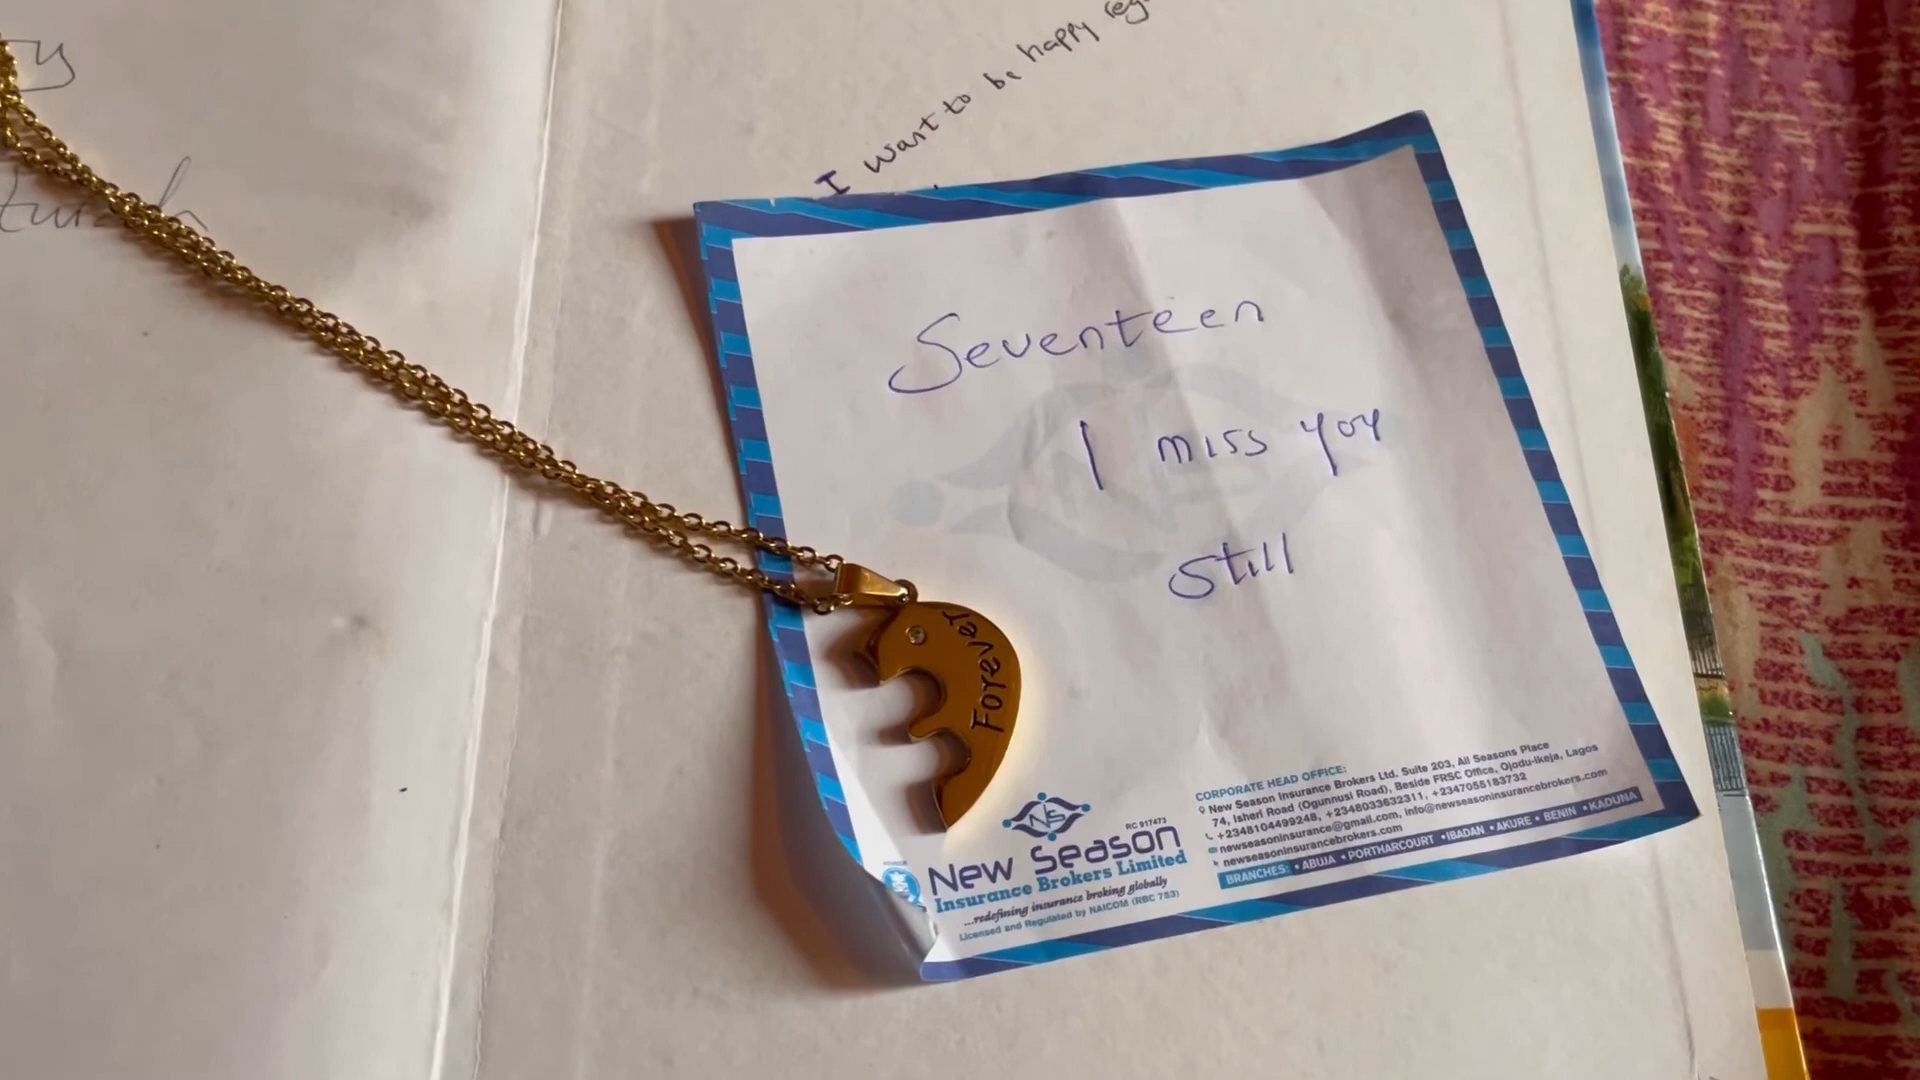 I want to be happy
Seventeen
I miss you
still
Forever
CORPORATE HEAD OFFICE:
New Season Insurance Brokers Ltd. Suite 203, All Seasons Place
74, Isheri Road (Ogunnusi Road), Beside FRSC Office, Ojodu-Ikeja, Lagos
+2348104499248, +2348033632311, +2347055183732
newseasoninsurance@gmail.com, info@newseasoninsurancebrokers.com
newseasoninsurancebrokers.com
BRANCHES: • ABUJA • PORTHARCOURT • IBADAN • AKURE • BENIN • KADUNA
NS
RC 917473
New Season
Insurance Brokers Limited
...redefining insurance broking globally
Licensed and Regulated by NAICOM (RBC 753)